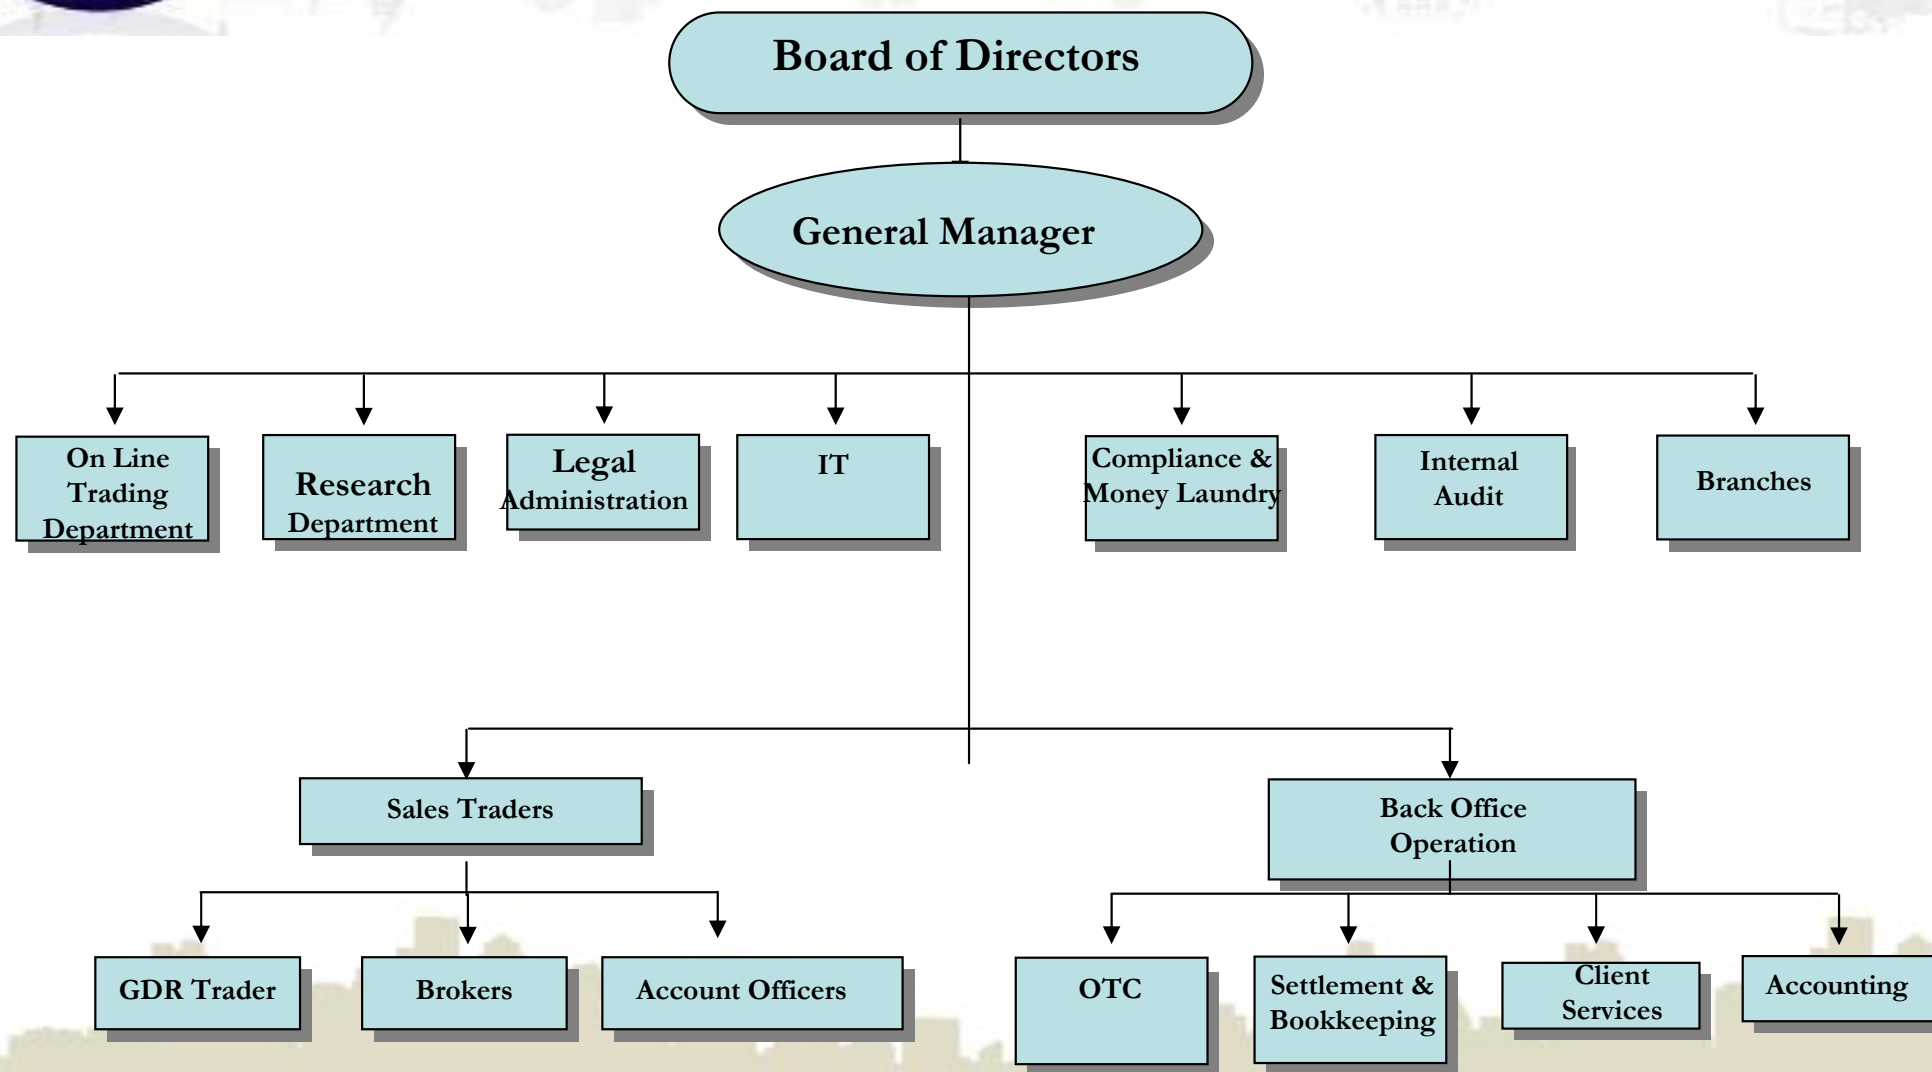 Board of Directors
General Manager
On Line
Trading
Department
Research
Department
Legal
Administration
IT
Compliance &
Money Laundry
Internal
Audit
Branches
Sales Traders
Back Office
Operation
GDR Trader
Brokers
Account Officers
OTC
Settlement &
Bookkeeping
Client
Services
Accounting